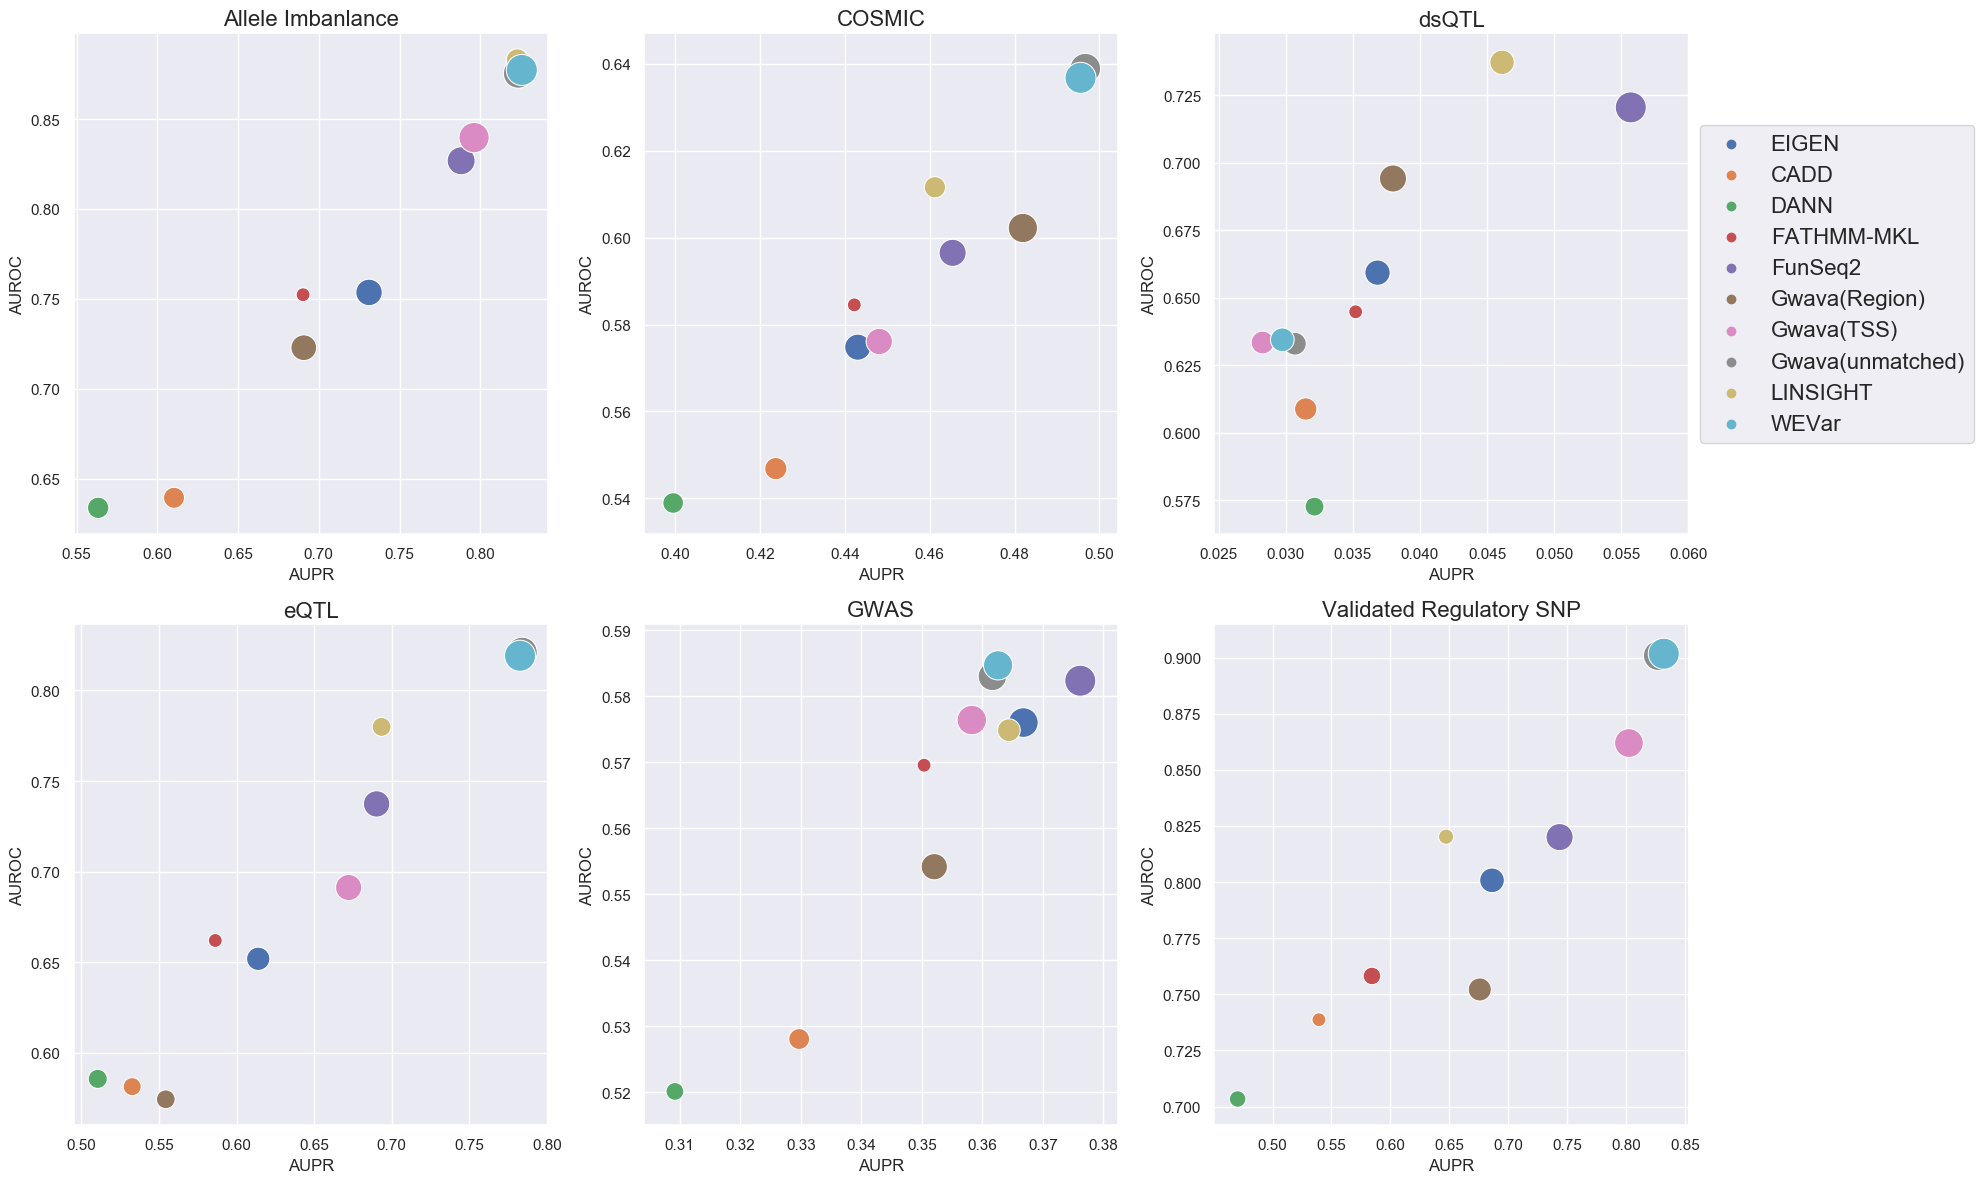 Allele Imbanlance
AUROC
0.85
0.80
0.75
0.70
0.65
0.55 0.60 0.65 0.70 0.75 0.80
AUPR
COSMIC
AUROC
0.64
0.62
0.60
0.58
0.56
0.54
0.40 0.42 0.44 0.46 0.48 0.50
AUPR
dsQTL
AUROC
0.725
0.700
0.675
0.650
0.625
0.600
0.575
0.025 0.030 0.035 0.040 0.045 0.050 0.055 0.060
AUPR
EIGEN
CADD
DANN
FATHMM-MKL
FunSeq2
Gwava(Region)
Gwava(TSS)
Gwava(unmatched)
LINSIGHT
WEVar
eQTL
AUROC
0.80
0.75
0.70
0.65
0.60
0.50 0.55 0.60 0.65 0.70 0.75 0.80
AUPR
GWAS
AUROC
0.59
0.58
0.57
0.56
0.55
0.54
0.53
0.52
0.31 0.32 0.33 0.34 0.35 0.36 0.37 0.38
AUPR
Validated Regulatory SNP
AUROC
0.900
0.875
0.850
0.825
0.800
0.775
0.750
0.725
0.700
0.50 0.55 0.60 0.65 0.70 0.75 0.80 0.85
AUPR